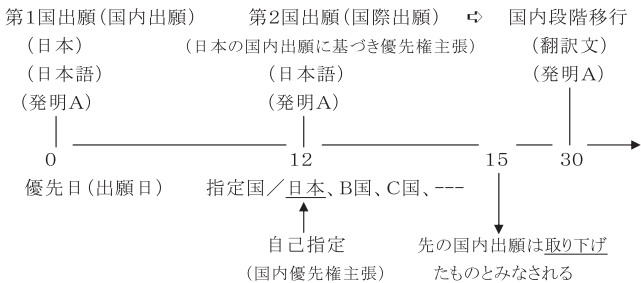 第1国出願(国内出願) 第2国出願(国際出願) ➪ 国内段階移行
(日本) (日本の国内出願に基づき優先権主張) (翻訳文)
(日本語) (日本語) (発明A)
(発明A) (発明A)
0 12 15 30
優先日(出願日) 指定国/日本、B国、C国、---
自己指定 先の国内出願は取り下げ
(国内優先権主張) たものとみなされる